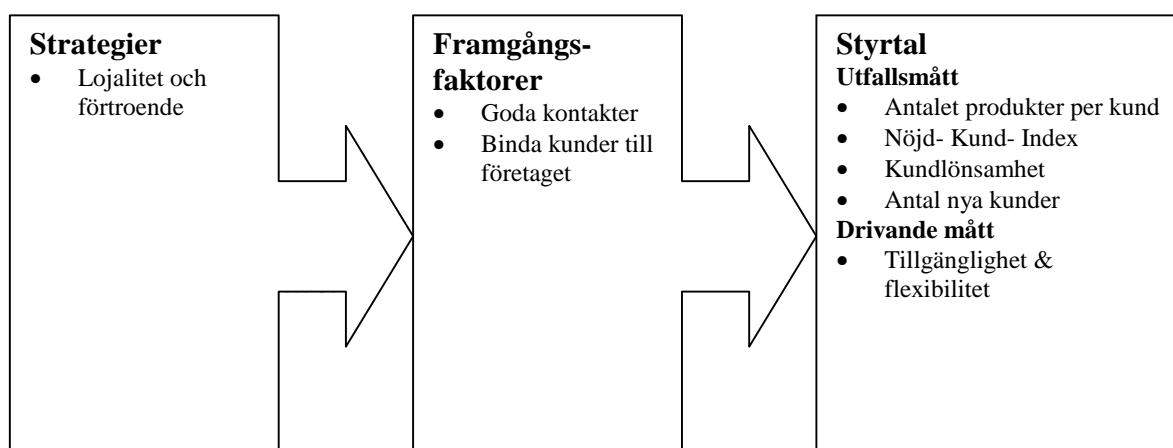 Strategier
• Lojalitet och
förtroende
Framgångs-
faktorer
• Goda kontakter
• Binda kunder till
företaget
Styrtal
Utfallsmått
• Antalet produkter per kund
• Nöjd- Kund- Index
• Kundlönsamhet
• Antal nya kunder
Drivande mått
• Tillgänglighet &
flexibilitet